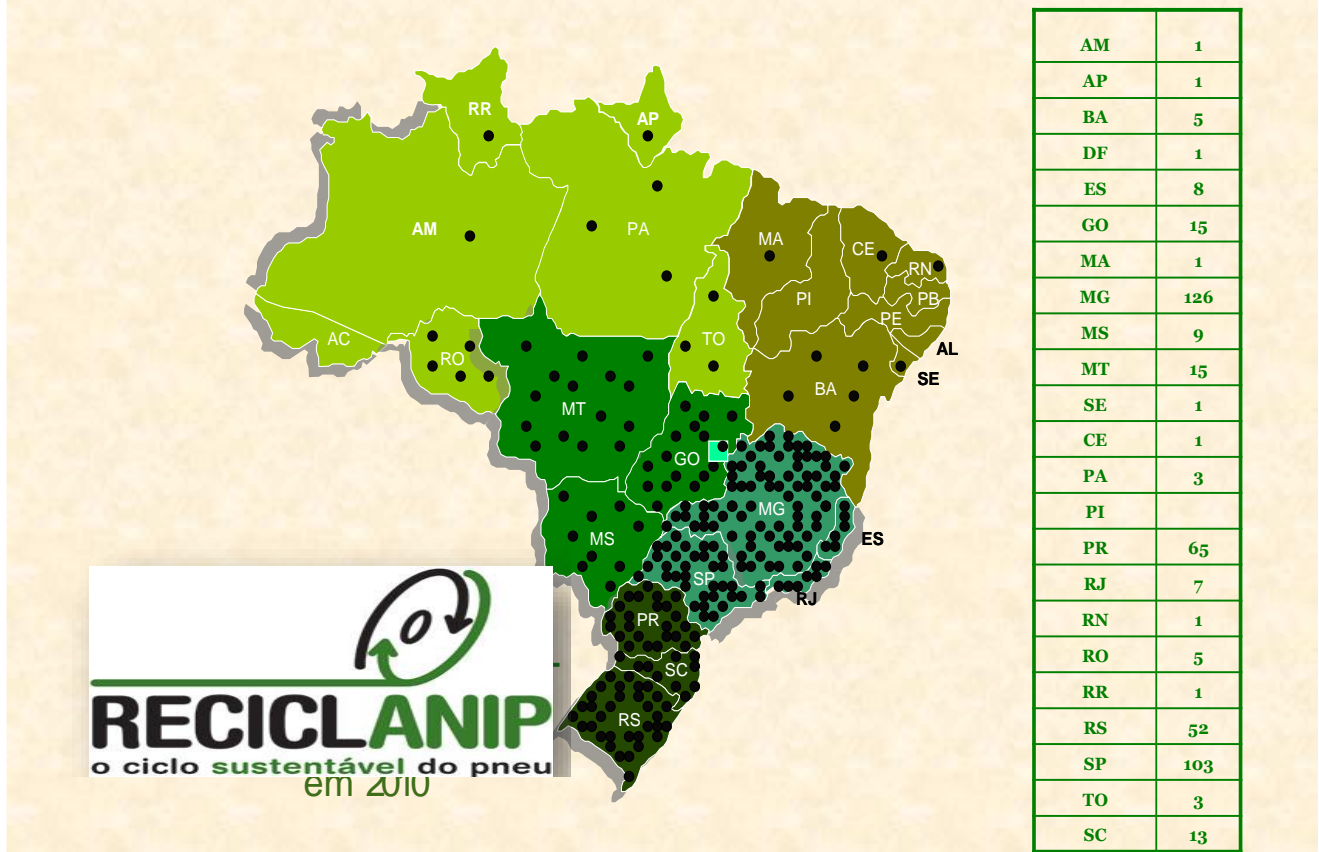 RR
AP
AM
PA
MA
CE
RN
PI
PB
PE
AC
RO
TO
AL
SE
BA
MT
GO
MG
ES
MS
SP
RJ
PR
SC
RS
RECICLANIP
o ciclo sustentável do pneu
em 2010
AM 1
AP 1
BA 5
DF 1
ES 8
GO 15
MA 1
MG 126
MS 9
MT 15
SE 1
CE 1
PA 3
PI
PR 65
RJ 7
RN 1
RO 5
RR 1
RS 52
SP 103
TO 3
SC 13